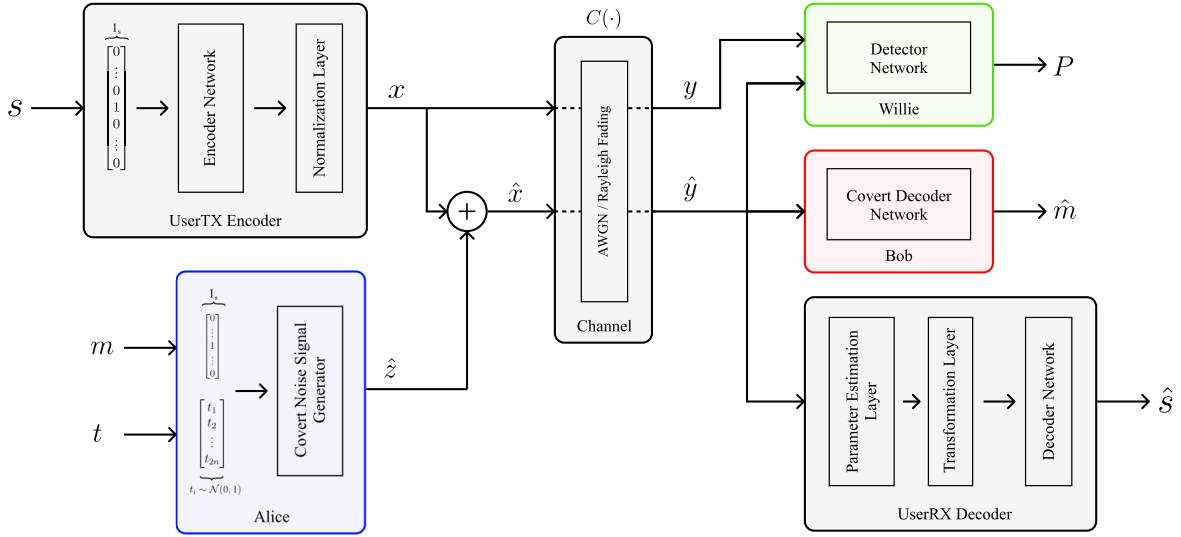 s
1ₛ
0
⋮
0
1
0
⋮
0
Encoder Network
Normalization Layer
UserTX Encoder
x
+
x̂
m
t
1ₛ
0
⋮
1
⋮
0
t₁
t₂
⋮
t₂ₙ
tᵢ ~ 𝒩(0,1)
Covert Noise Signal
Generator
Alice
ẑ
C(·)
AWGN / Rayleigh Fading
Channel
y
ŷ
Detector
Network
Willie
P
Covert Decoder
Network
Bob
m̂
Parameter Estimation
Layer
Transformation Layer
Decoder Network
UserRX Decoder
ŝ